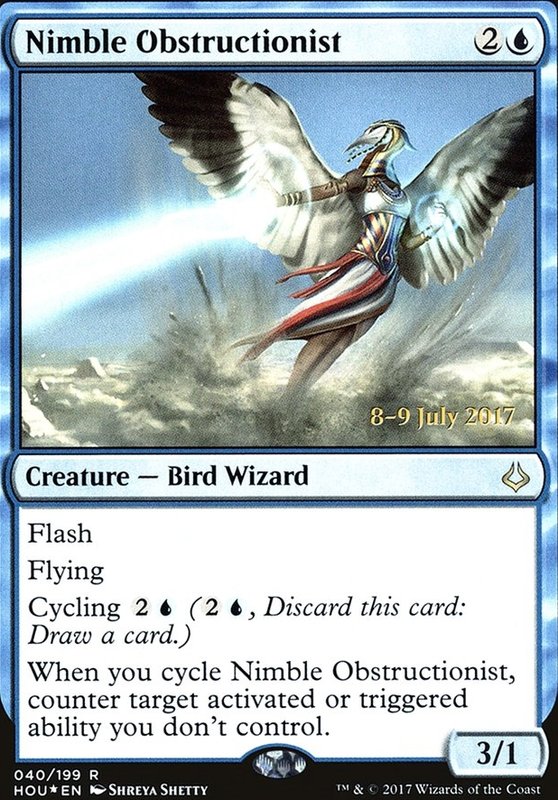 Nimble Obstructionist 2
8–9 July 2017
Creature — Bird Wizard
Flash
Flying
Cycling 2 (2, Discard this card:
Draw a card.)
When you cycle Nimble Obstructionist,
counter target activated or triggered
ability you don't control.
3/1
040/199 R
HOU★EN Shreya Shetty
™ & © 2017 Wizards of the Coast